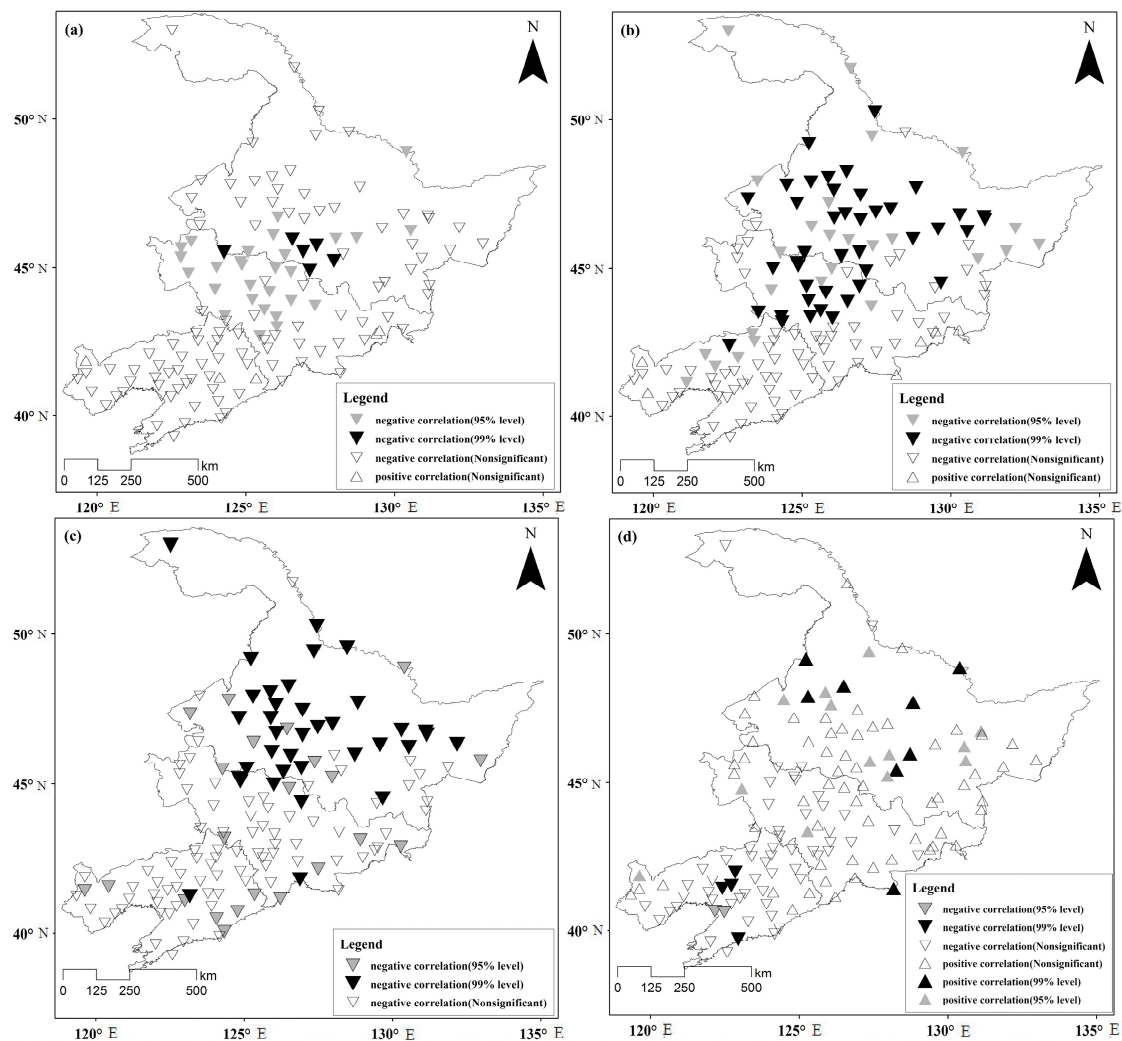 (a)
N
50° N
45° N
40° N
Legend
negative correlation(95% level)
negative correlation(99% level)
negative correlation(Nonsignificant)
positive correlation(Nonsignificant)
km
0 125 250 500
120° E 125° E 130° E 135° E
(b)
N
50° N
45° N
40° N
Legend
negative correlation(95% level)
negative correlation(99% level)
negative correlation(Nonsignificant)
positive correlation(Nonsignificant)
km
0 125 250 500
120° E 125° E 130° E 135° E
(c)
N
50° N
45° N
40° N
Legend
negative correlation(95% level)
negative correlation(99% level)
negative correlation(Nonsignificant)
km
0 125 250 500
120° E 125° E 130° E 135° E
(d)
N
50° N
45° N
40° N
Legend
negative correlation(95% level)
negative correlation(99% level)
negative correlation(Nonsignificant)
positive correlation(Nonsignificant)
positive correlation(99% level)
positive correlation(95% level)
km
0 125 250 500
120° E 125° E 130° E 135° E